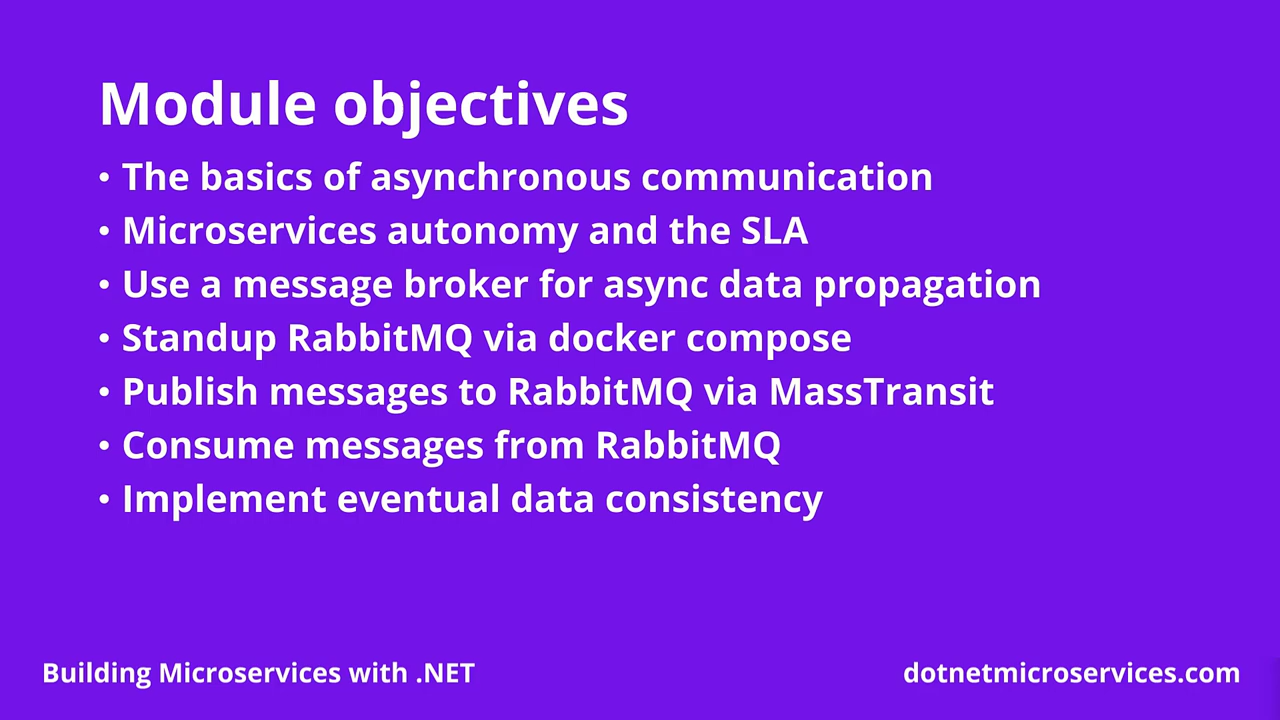 Module objectives
• The basics of asynchronous communication
• Microservices autonomy and the SLA
• Use a message broker for async data propagation
• Standup RabbitMQ via docker compose
• Publish messages to RabbitMQ via MassTransit
• Consume messages from RabbitMQ
• Implement eventual data consistency
Building Microservices with .NET
dotnetmicroservices.com